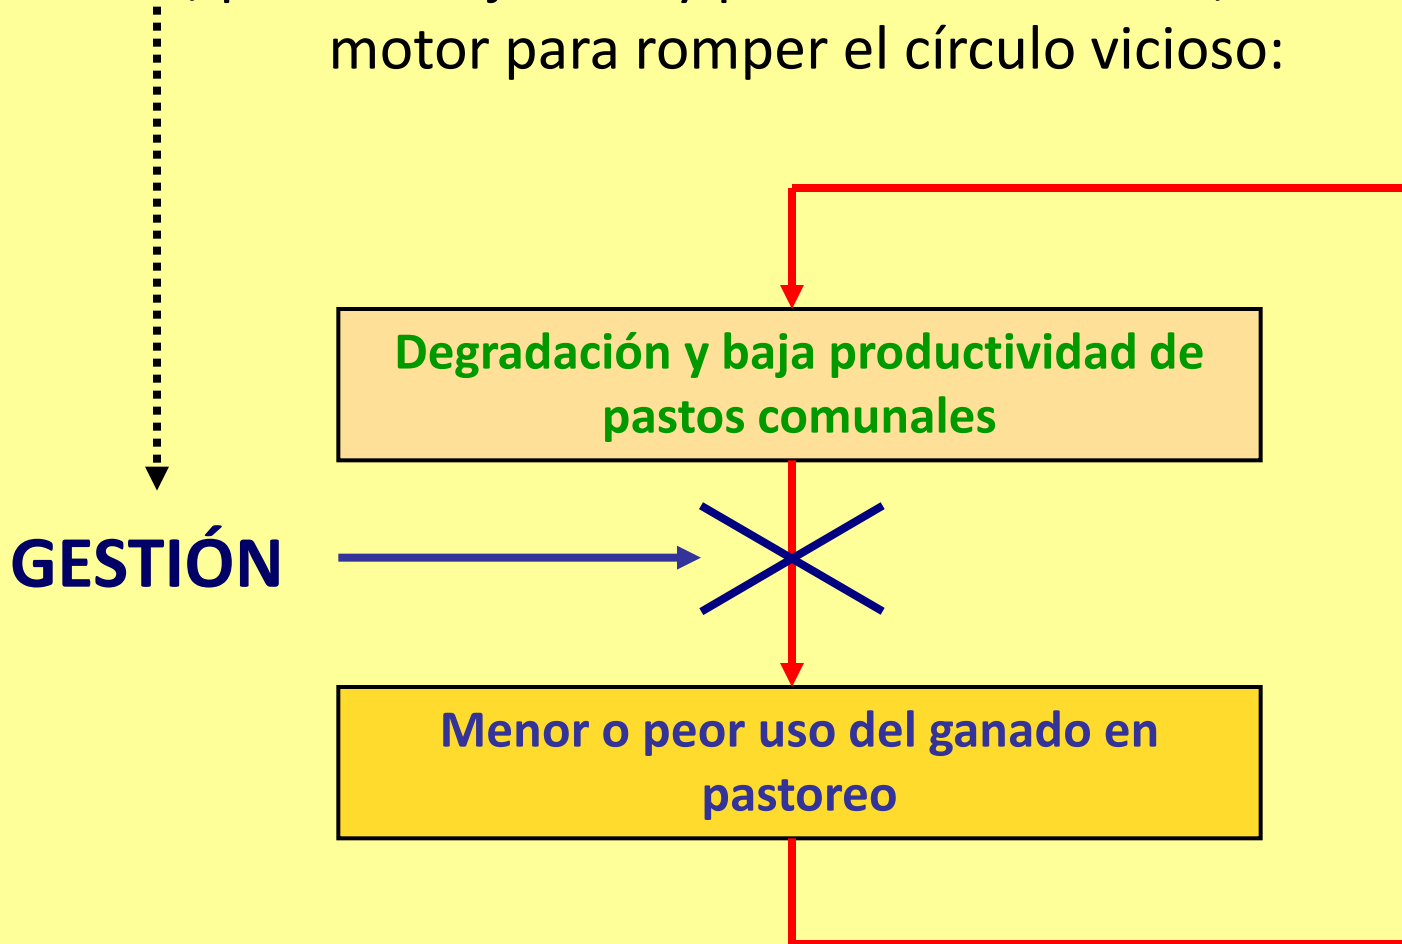 motor para romper el círculo vicioso:
Degradación y baja productividad de
pastos comunales
GESTIÓN
Menor o peor uso del ganado en
pastoreo